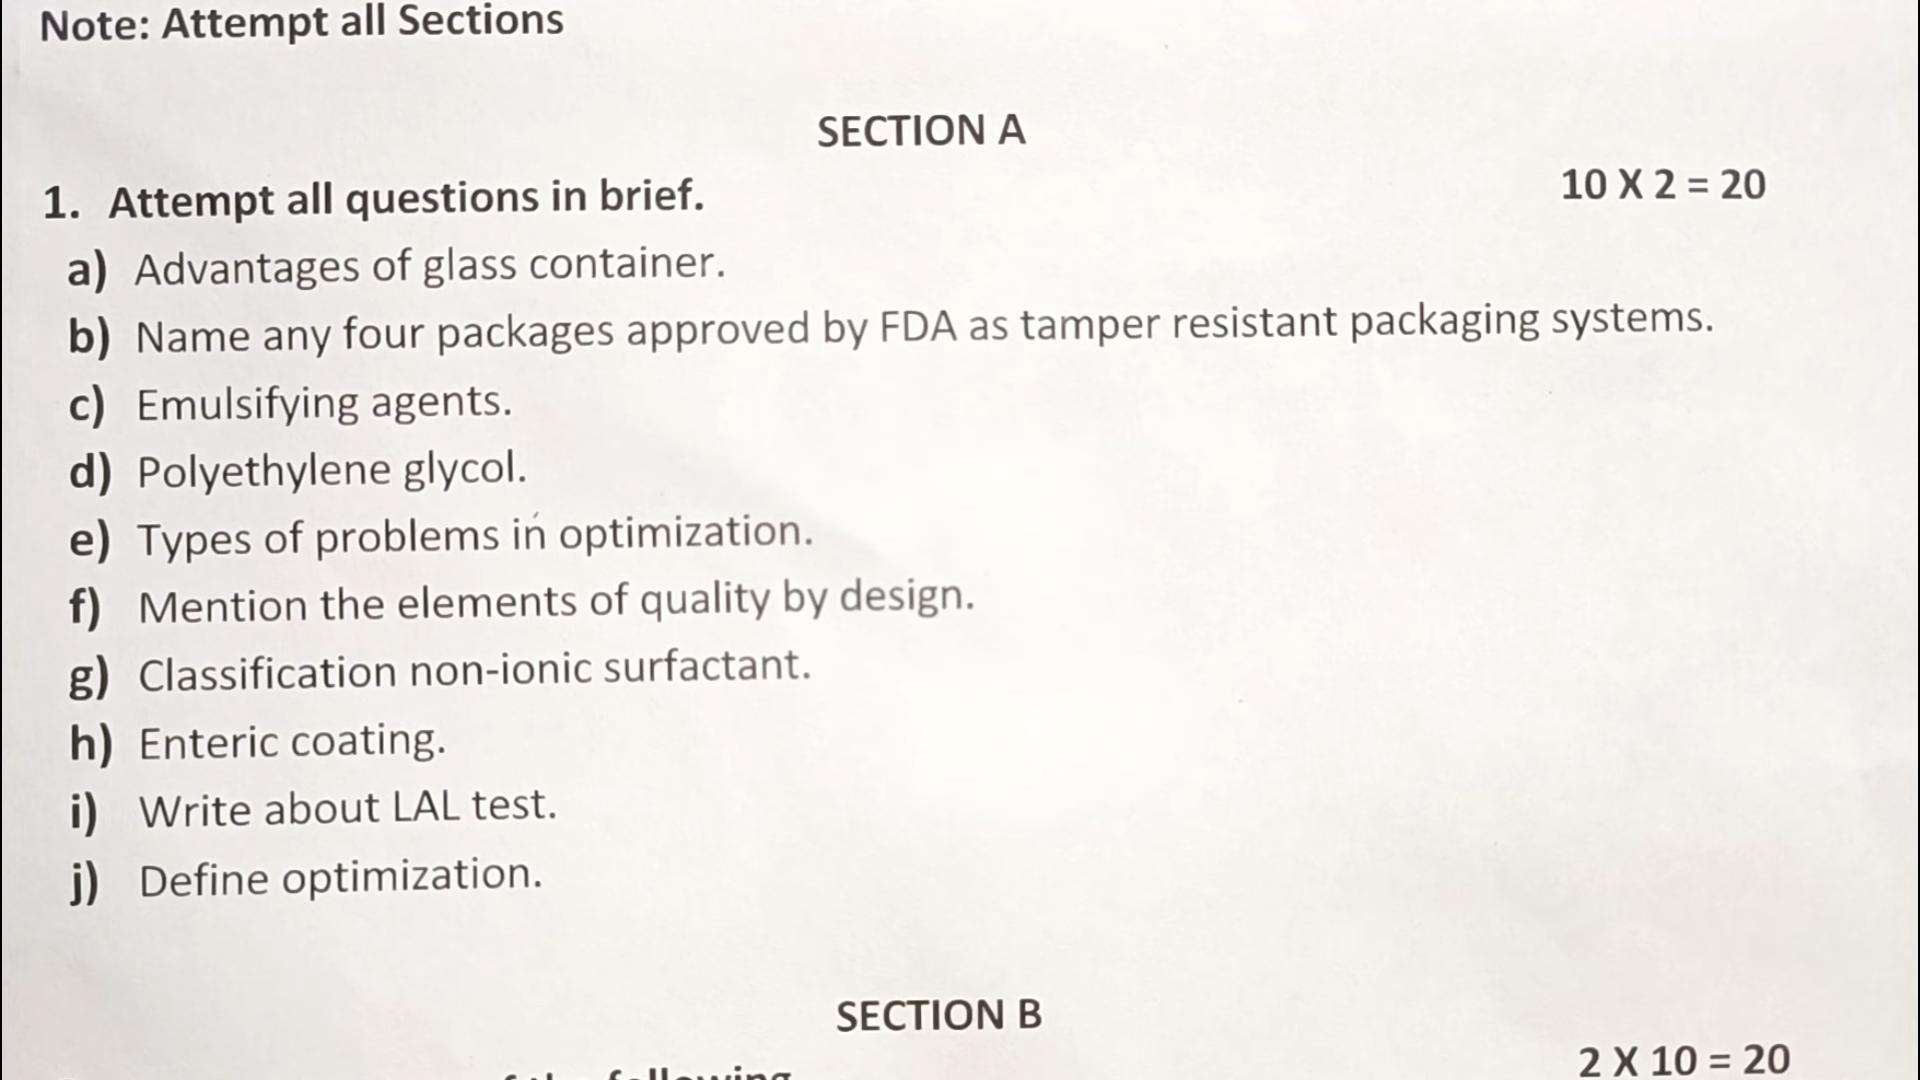 Note: Attempt all Sections
SECTION A
10 X 2 = 20
1. Attempt all questions in brief.
a) Advantages of glass container.
b) Name any four packages approved by FDA as tamper resistant packaging systems.
c) Emulsifying agents.
d) Polyethylene glycol.
e) Types of problems in optimization.
f) Mention the elements of quality by design.
g) Classification non-ionic surfactant.
h) Enteric coating.
i) Write about LAL test.
j) Define optimization.
SECTION B
2 X 10 = 20
of the following